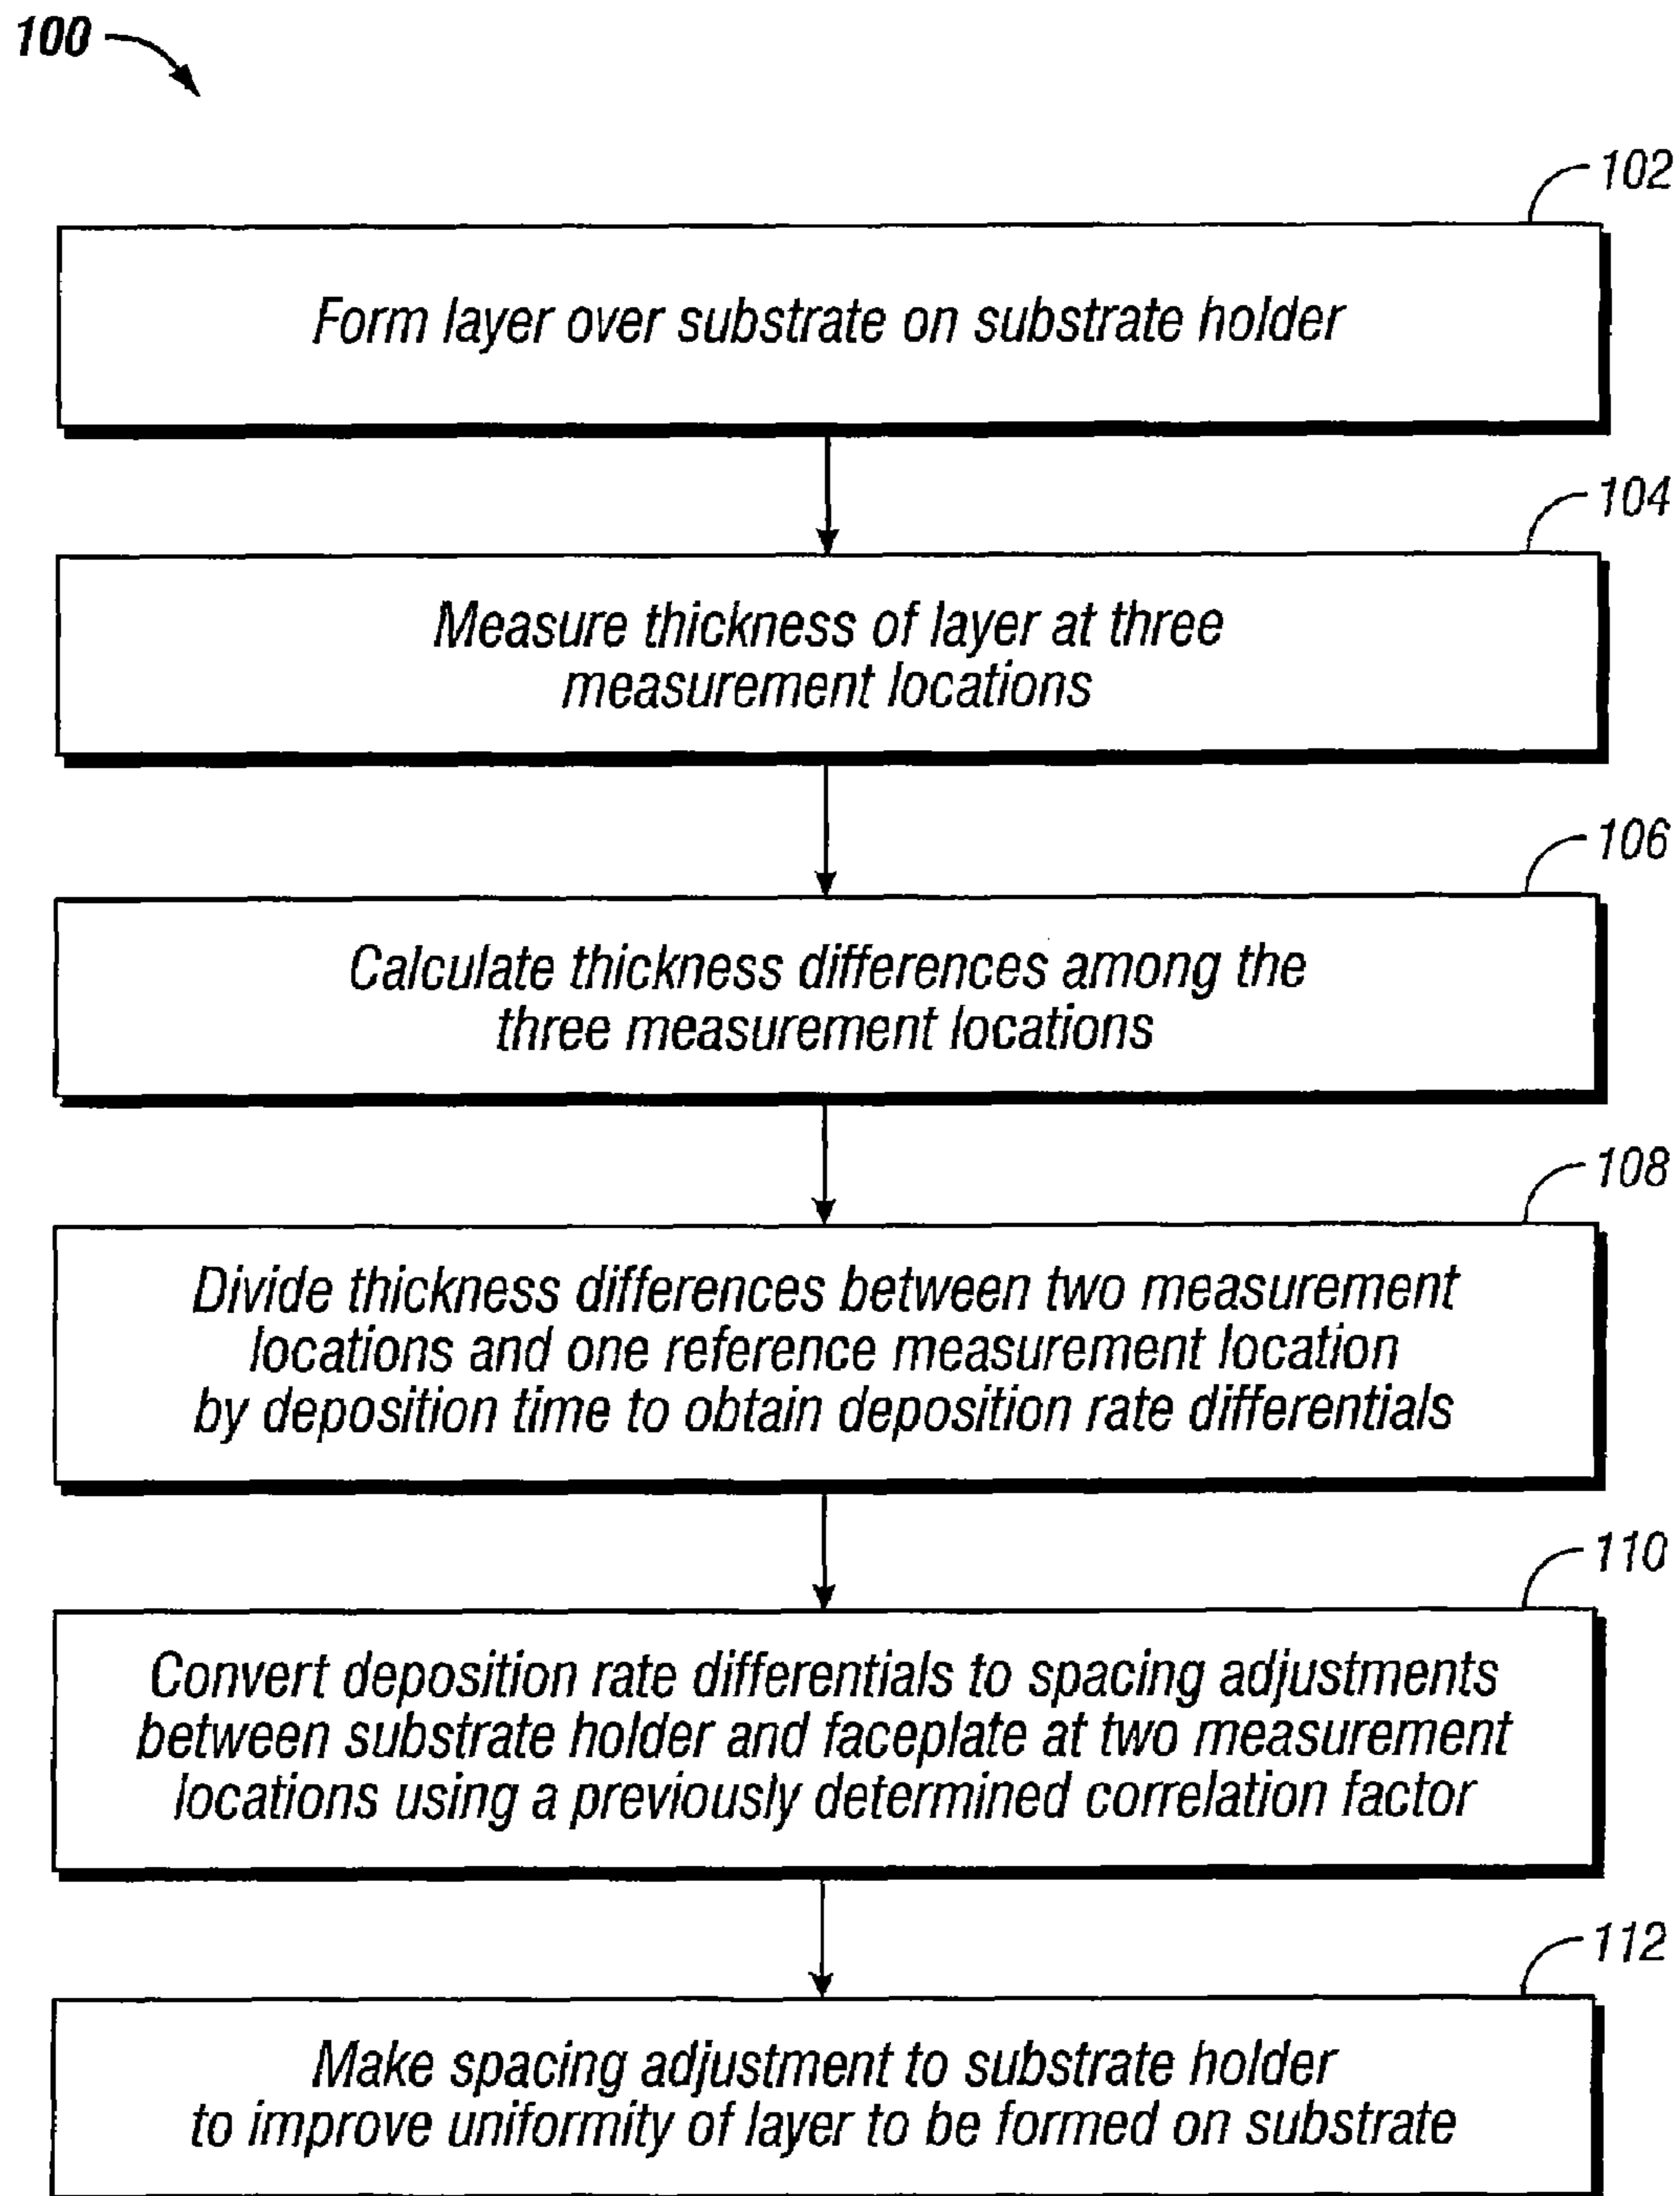 100
102
Form layer over substrate on substrate holder
104
Measure thickness of layer at three
measurement locations
106
Calculate thickness differences among the
three measurement locations
108
Divide thickness differences between two measurement
locations and one reference measurement location
by deposition time to obtain deposition rate differentials
110
Convert deposition rate differentials to spacing adjustments
between substrate holder and faceplate at two measurement
locations using a previously determined correlation factor
112
Make spacing adjustment to substrate holder
to improve uniformity of layer to be formed on substrate